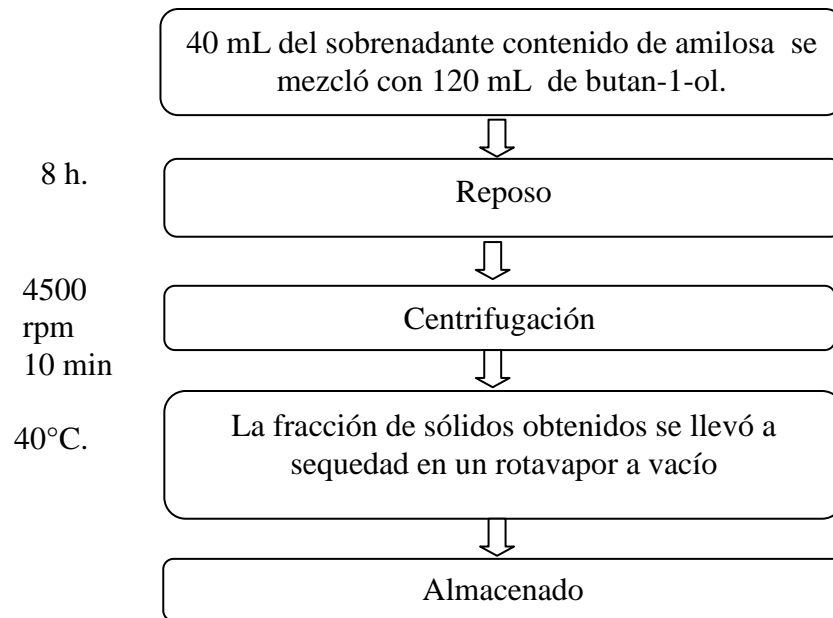 40 mL del sobrenadante contenido de amilosa se
mezcló con 120 mL de butan-1-ol.
8 h.
Reposo
4500
rpm
10 min
Centrifugación
40°C.
La fracción de sólidos obtenidos se llevó a
sequedad en un rotavapor a vacío
Almacenado